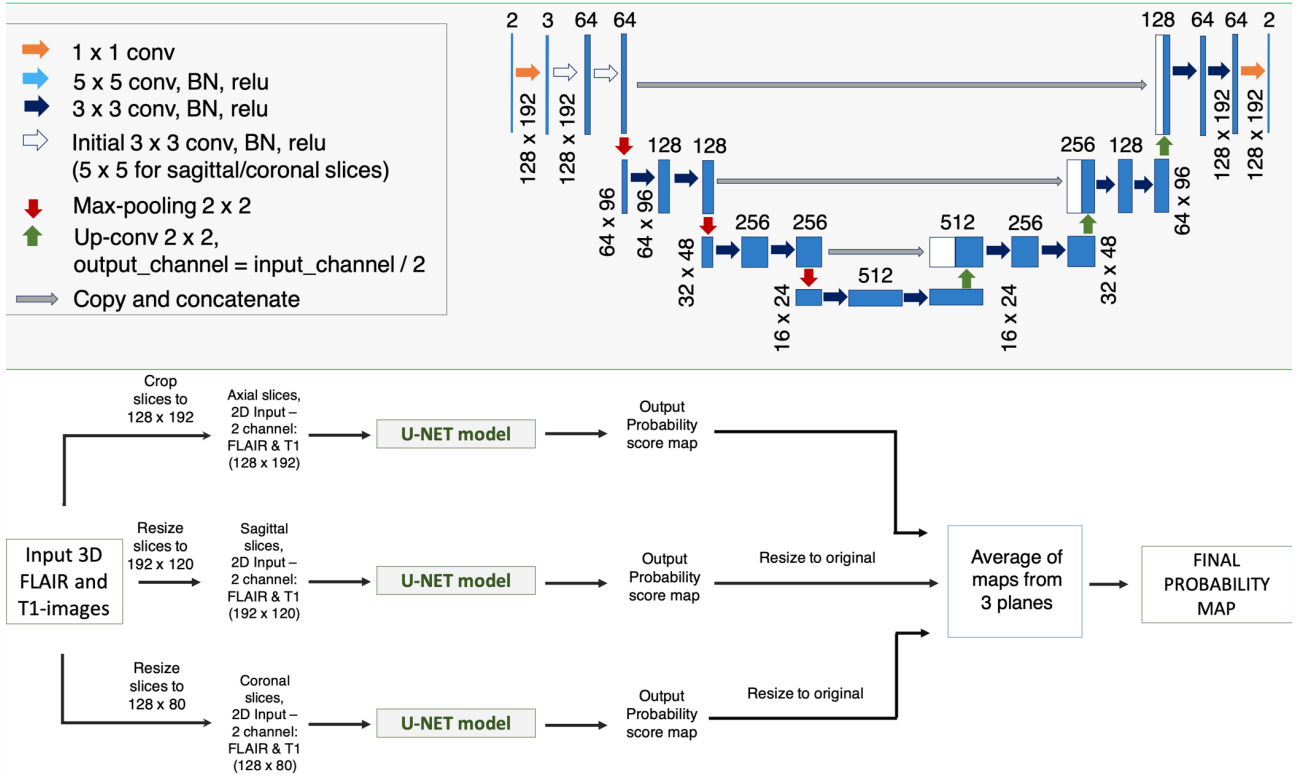 1 x 1 conv
5 x 5 conv, BN, relu
3 x 3 conv, BN, relu
Initial 3 x 3 conv, BN, relu
(5 x 5 for sagittal/coronal slices)
Max-pooling 2 x 2
Up-conv 2 x 2,
output_channel = input_channel / 2
Copy and concatenate
2 3 64 64 128 64 64 2
128 x 192
128 x 192
128 x 192
128 x 192
128 128 256 128
64 x 96
64 x 96
64 x 96
256 256 512 256
32 x 48
32 x 48
512
16 x 24
16 x 24
Crop
slices to
128 x 192
Axial slices,
2D Input –
2 channel:
FLAIR & T1
(128 x 192)
U-NET model
Output
Probability
score map
Input 3D
FLAIR and
T1-images
Resize
slices to
192 x 120
Sagittal
slices,
2D Input –
2 channel:
FLAIR & T1
(192 x 120)
U-NET model
Output
Probability
score map
Resize to original
Average of
maps from
3 planes
FINAL
PROBABILITY
MAP
Resize
slices to
128 x 80
Coronal
slices,
2D Input –
2 channel:
FLAIR & T1
(128 x 80)
U-NET model
Output
Probability
score map
Resize to original